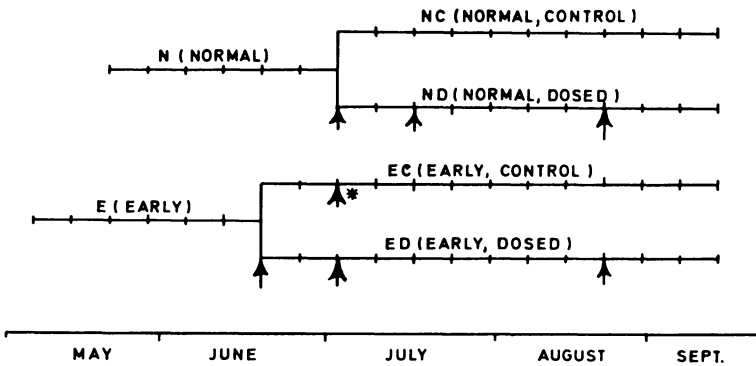 NC (NORMAL, CONTROL)
N (NORMAL)
ND (NORMAL, DOSED)
EC (EARLY, CONTROL)
*
E (EARLY)
ED (EARLY, DOSED)
MAY JUNE JULY AUGUST SEPT.